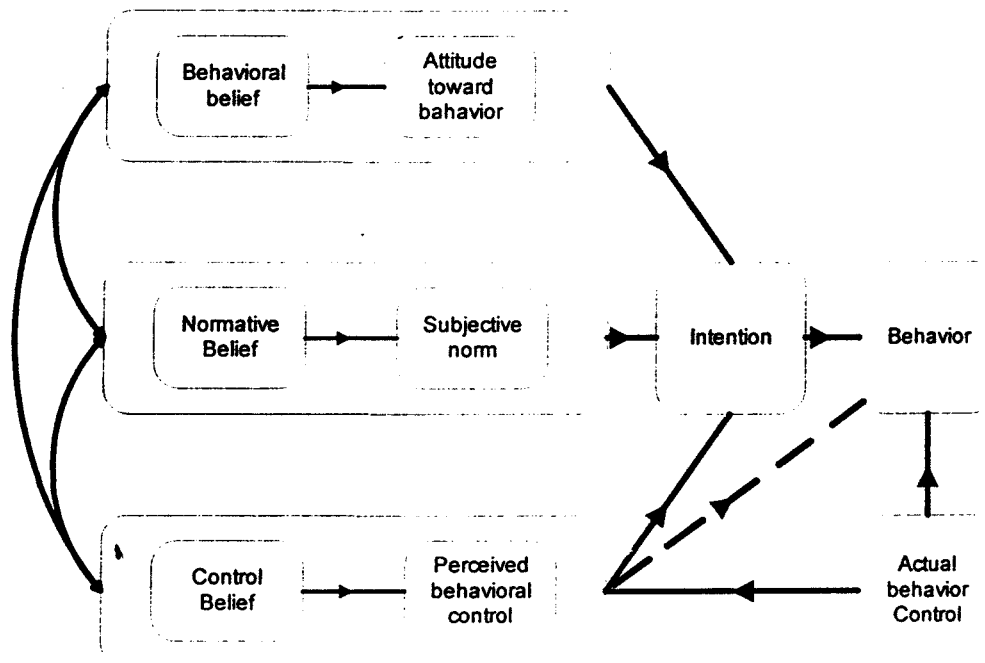 Behavioral
belief
Attitude
toward
bahavior
Normative
Belief
Subjective
norm
Intention
Behavior
Control
Belief
Perceived
behavioral
control
Actual
behavior
Control